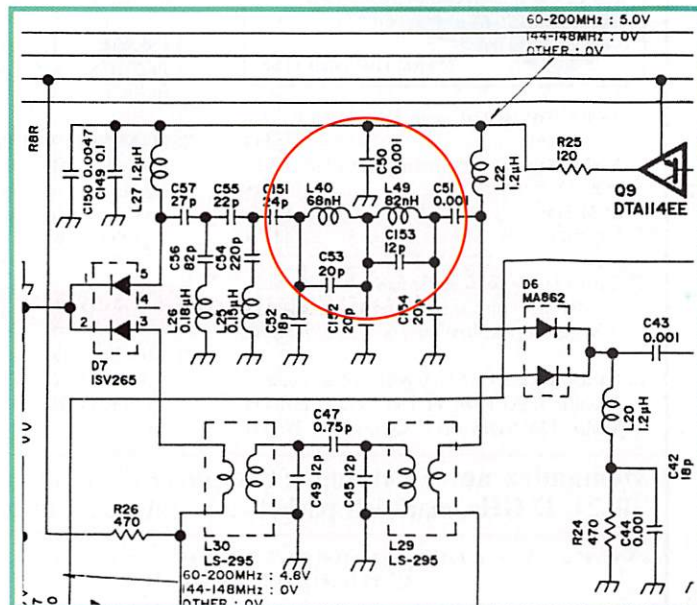 60-200MHz : 5.0V
144-148MHz : 0V
OTHER : 0V
R8R
C150 0.0047
C149 0.1
L27 1.2μH
C57
27p
C55
22p
C151
24p
L40
68nH
C50
0.001
L49
82nH
C51
0.001
L22
1.2μH
R25
120
Q9
DTA114EE
C56
82p
C54
220p
C53
20p
C153
12p
L26
0.18μH
L25
0.15μH
C52
18p
C152
20p
C154
20p
5
4
2
3
D7
ISV265
D6
MA862
C43
0.001
L20
1.2μH
C47
0.75p
C49 12p
C45 12p
C42
18p
R26
470
L30
LS-295
L29
LS-295
R24
470
C44
0.001
60-200MHz : 4.8V
144-148MHz : 0V
OTHER : 0V